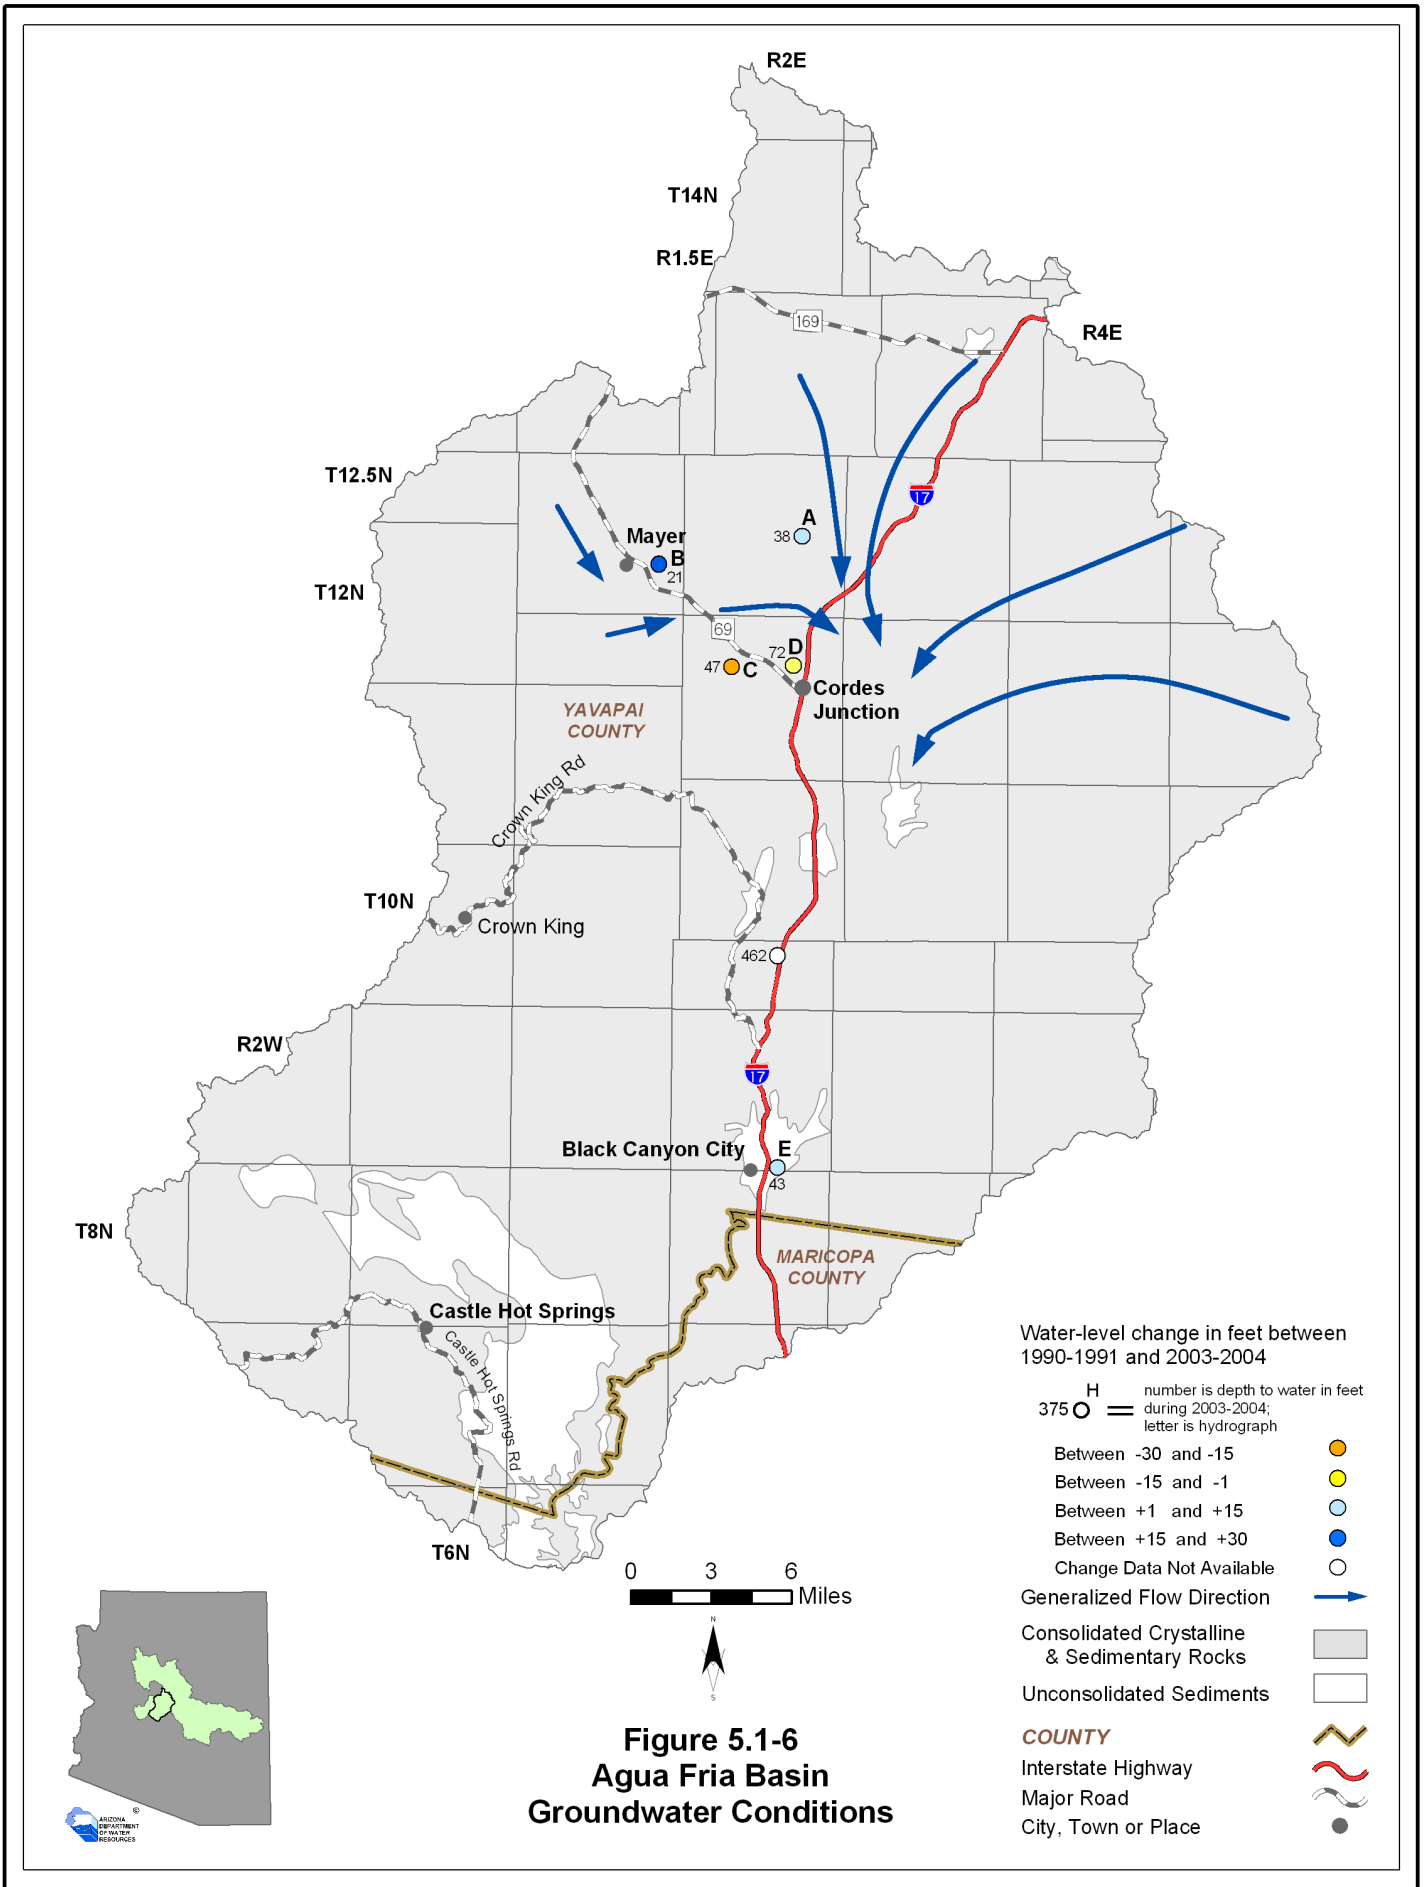 R2E
T14N
R1.5E
169
R4E
T12.5N
17
A
38
Mayer
B
21
T12N
69
72 D
47 C
Cordes
Junction
YAVAPAI
COUNTY
Crown King Rd
T10N
Crown King
462
R2W
17
Black Canyon City
E
43
T8N
MARICOPA
COUNTY
Castle Hot Springs
Castle Hot Springs Rd
T6N
Water-level change in feet between
1990-1991 and 2003-2004
H
375
number is depth to water in feet
during 2003-2004;
letter is hydrograph
Between -30 and -15
Between -15 and -1
Between +1 and +15
Between +15 and +30
Change Data Not Available
Generalized Flow Direction
Consolidated Crystalline
& Sedimentary Rocks
Unconsolidated Sediments
COUNTY
Interstate Highway
Major Road
City, Town or Place
0 3 6
Miles
N
S
Figure 5.1-6
Agua Fria Basin
Groundwater Conditions
©
ARIZONA
DEPARTMENT
OF WATER
RESOURCES